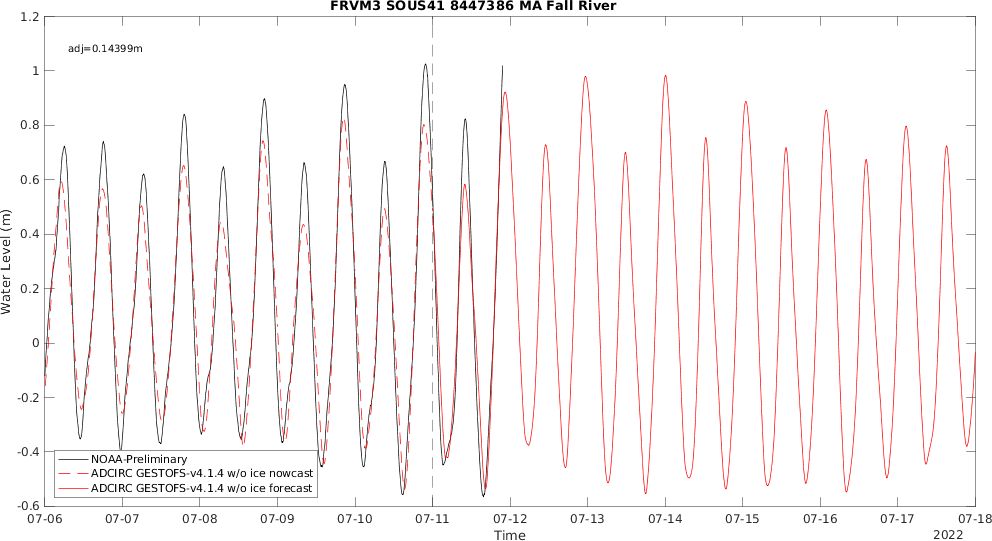 FRVM3 SOUS41 8447386 MA Fall River
adj=0.14399m
Water Level (m)
1.2
1
0.8
0.6
0.4
0.2
0
-0.2
-0.4
-0.6
NOAA-Preliminary
ADCIRC GESTOFS-v4.1.4 w/o ice nowcast
ADCIRC GESTOFS-v4.1.4 w/o ice forecast
07-06 07-07 07-08 07-09 07-10 07-11 07-12 07-13 07-14 07-15 07-16 07-17 07-18
Time
2022